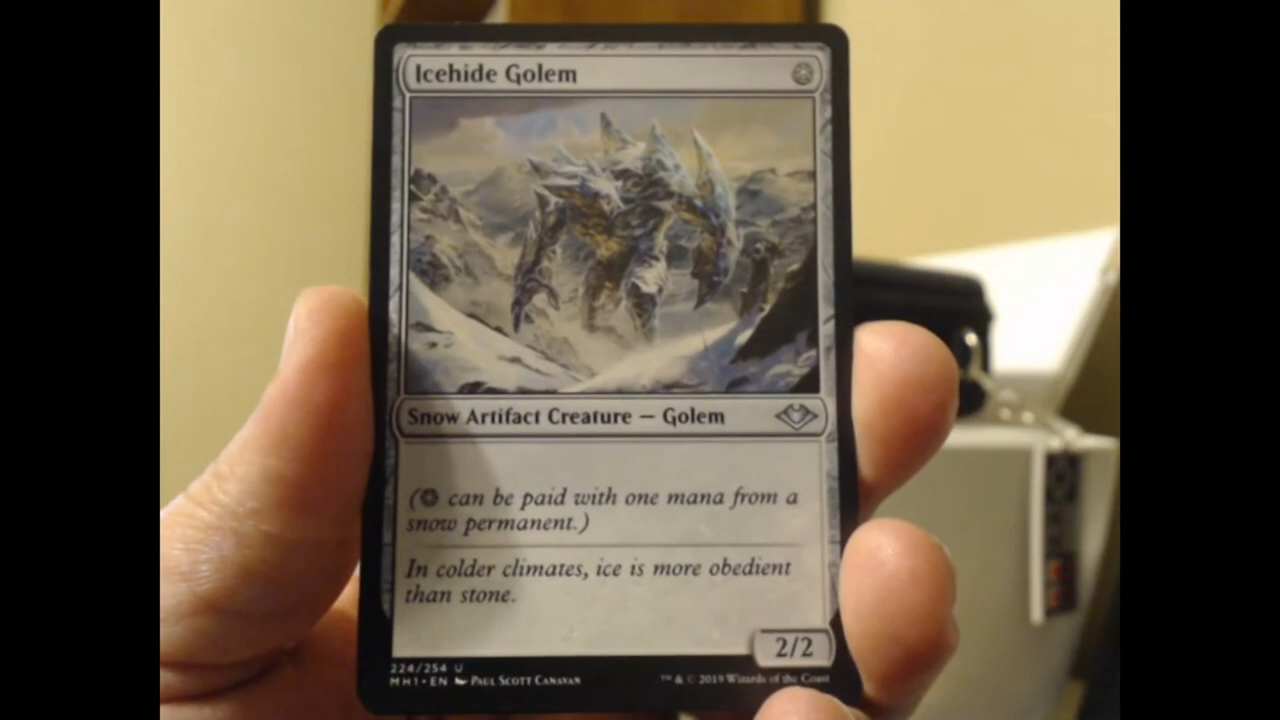 Icehide Golem
Snow Artifact Creature — Golem
( can be paid with one mana from a
snow permanent.)
In colder climates, ice is more obedient
than stone.
2/2
224/254 U
MH1 • EN Paul Scott Canavan
™ & © 2019 Wizards of the Coast